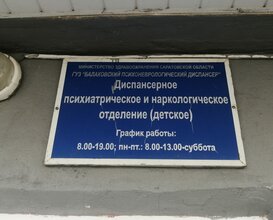 МИНИСТЕРСТВО ЗДРАВООХРАНЕНИЯ САРАТОВСКОЙ ОБЛАСТИ
ГУЗ "БАЛАКОВСКИЙ ПСИХОНЕВРОЛОГИЧЕСКИЙ ДИСПАНСЕР"
Диспансерное
психиатрическое и наркологическое
отделение (детское)
График работы:
8.00-19.00; пн-пт.: 8.00-13.00-суббота